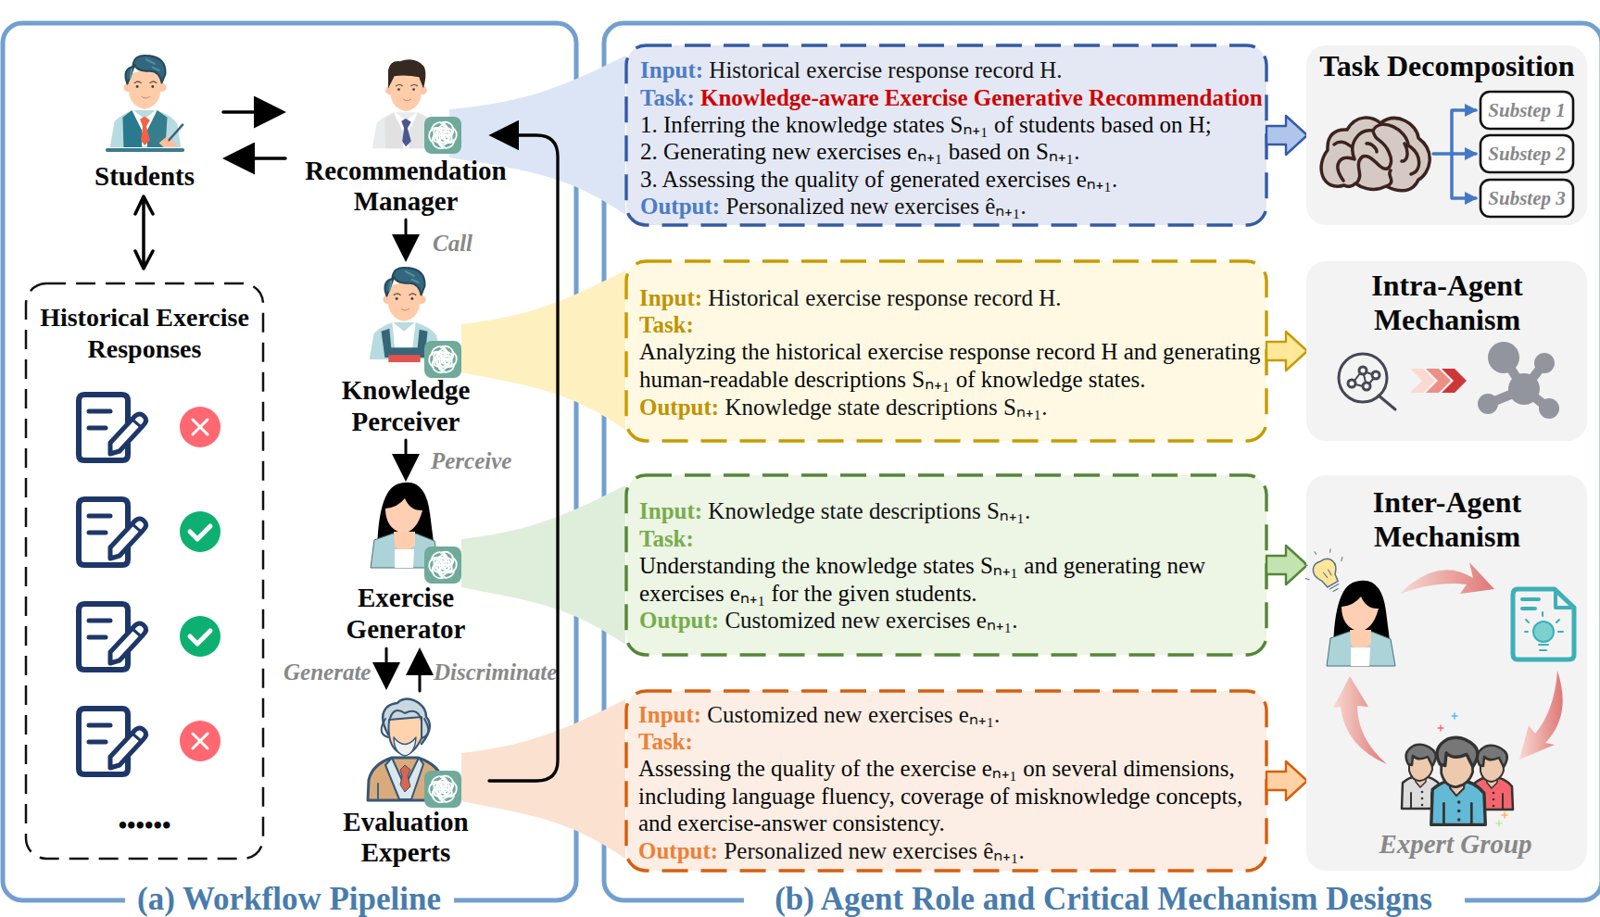 Students
Recommendation
Manager
Call
Historical Exercise
Responses
Knowledge
Perceiver
Perceive
Exercise
Generator
Generate
Discriminate
Evaluation
Experts
......
(a) Workflow Pipeline
Input: Historical exercise response record H.
Task: Knowledge-aware Exercise Generative Recommendation
1. Inferring the knowledge states Sₙ₊₁ of students based on H;
2. Generating new exercises eₙ₊₁ based on Sₙ₊₁.
3. Assessing the quality of generated exercises eₙ₊₁.
Output: Personalized new exercises êₙ₊₁.
Task Decomposition
Substep 1
Substep 2
Substep 3
Input: Historical exercise response record H.
Task:
Analyzing the historical exercise response record H and generating
human-readable descriptions Sₙ₊₁ of knowledge states.
Output: Knowledge state descriptions Sₙ₊₁.
Intra-Agent
Mechanism
Input: Knowledge state descriptions Sₙ₊₁.
Task:
Understanding the knowledge states Sₙ₊₁ and generating new
exercises eₙ₊₁ for the given students.
Output: Customized new exercises eₙ₊₁.
Inter-Agent
Mechanism
Input: Customized new exercises eₙ₊₁.
Task:
Assessing the quality of the exercise eₙ₊₁ on several dimensions,
including language fluency, coverage of misknowledge concepts,
and exercise-answer consistency.
Output: Personalized new exercises êₙ₊₁.
Expert Group
(b) Agent Role and Critical Mechanism Designs